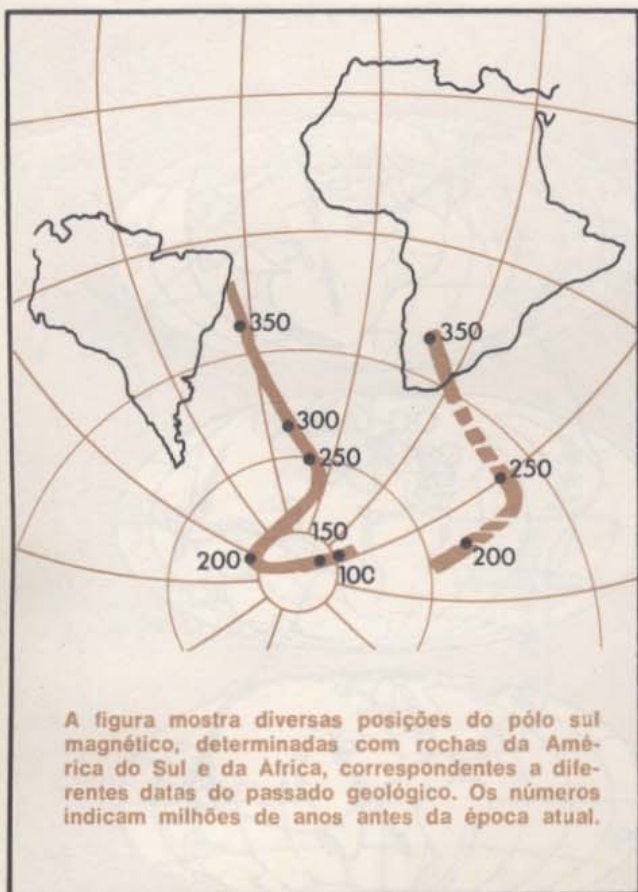 350
350
300
250
250
150
200
200
100
A figura mostra diversas posições do pólo sul
magnético, determinadas com rochas da Amé-
rica do Sul e da África, correspondentes a dife-
rentes datas do passado geológico. Os números
indicam milhões de anos antes da época atual.